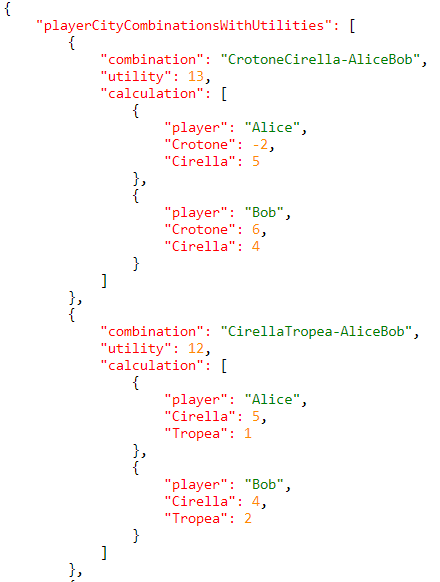 {
    "playerCityCombinationsWithUtilities": [
        {
            "combination": "CrotoneCirella-AliceBob",
            "utility": 13,
            "calculation": [
                {
                    "player": "Alice",
                    "Crotone": -2,
                    "Cirella": 5
                },
                {
                    "player": "Bob",
                    "Crotone": 6,
                    "Cirella": 4
                }
            ]
        },
        {
            "combination": "CirellaTropea-AliceBob",
            "utility": 12,
            "calculation": [
                {
                    "player": "Alice",
                    "Cirella": 5,
                    "Tropea": 1
                },
                {
                    "player": "Bob",
                    "Cirella": 4,
                    "Tropea": 2
                }
            ]
        },